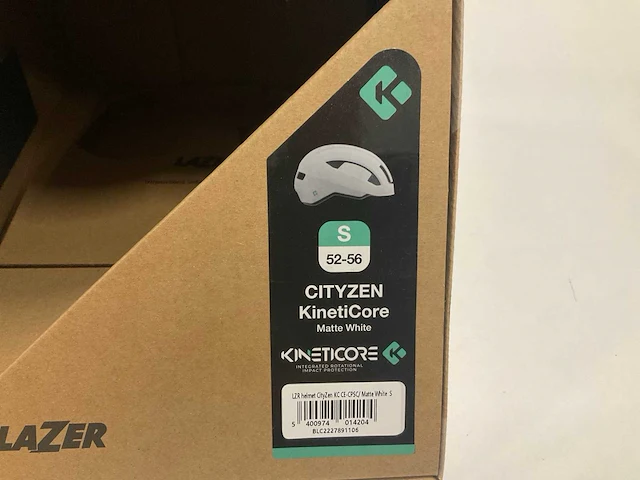 LAZER
S
52-56
CITYZEN
KinetiCore
Matte White
KINETICORE
INTEGRATED ROTATIONAL
IMPACT PROTECTION
LZR helmet CityZen KC CE-CPSC/ Matte White S
5 400974 014204
BLC2227891106
LAZER